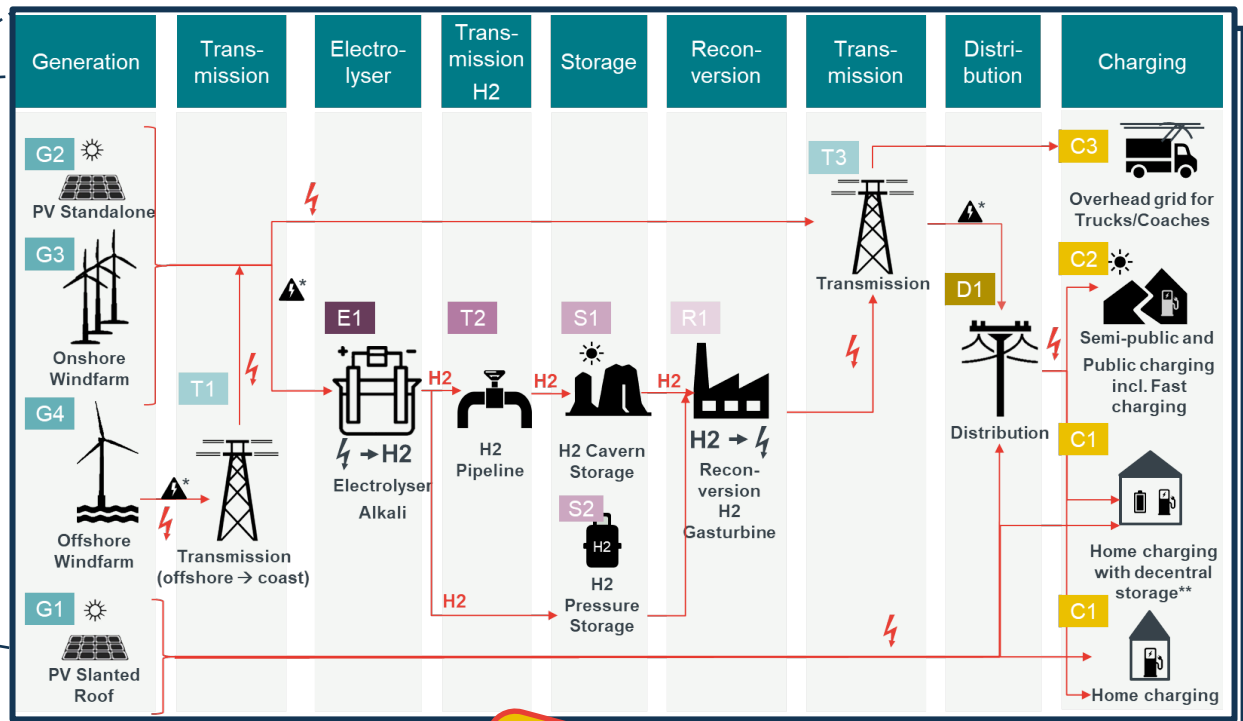 Generation
Trans-
mission
Electro-
lyser
Trans-
mission
H2
Storage
Recon-
version
Trans-
mission
Distri-
bution
Charging
G2
PV Standalone
G3
Onshore
Windfarm
G4
*
Offshore
Windfarm
G1
PV Slanted
Roof
T1
Transmission
(offshore → coast)
*
E1
→ H2
Electrolyser
Alkali
H2
H2
T2
H2
Pipeline
H2
S1
H2 Cavern
Storage
S2
H2
H2
Pressure
Storage
H2
R1
H2 →
Recon-
version
H2
Gasturbine
T3
Transmission
*
D1
Distribution
C3
Overhead grid for
Trucks/Coaches
C2
Semi-public and
Public charging
incl. Fast
charging
C1
Home charging
with decentral
storage**
C1
Home charging